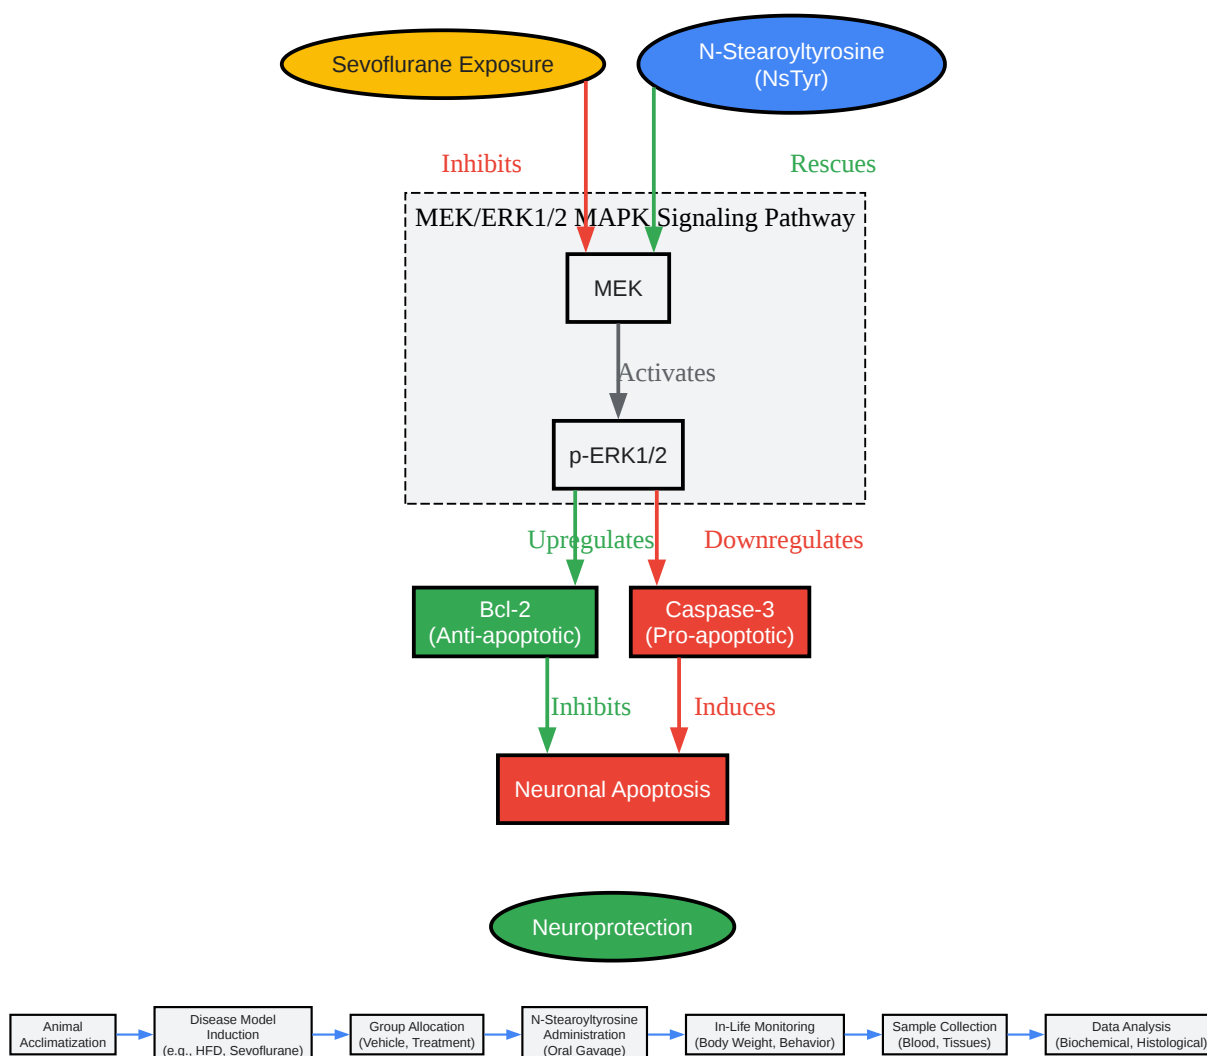 Sevoflurane Exposure
N-Stearoyltyrosine
(NsTyr)
Inhibits
Rescues
MEK/ERK1/2 MAPK Signaling Pathway
MEK
Activates
p-ERK1/2
Upregulates
Downregulates
Bcl-2
(Anti-apoptotic)
Caspase-3
(Pro-apoptotic)
Inhibits
Induces
Neuronal Apoptosis
Neuroprotection
Animal
Acclimatization
Disease Model
Induction
(e.g., HFD, Sevoflurane)
Group Allocation
(Vehicle, Treatment)
N-Stearoyltyrosine
Administration
(Oral Gavage)
In-Life Monitoring
(Body Weight, Behavior)
Sample Collection
(Blood, Tissues)
Data Analysis
(Biochemical, Histological)